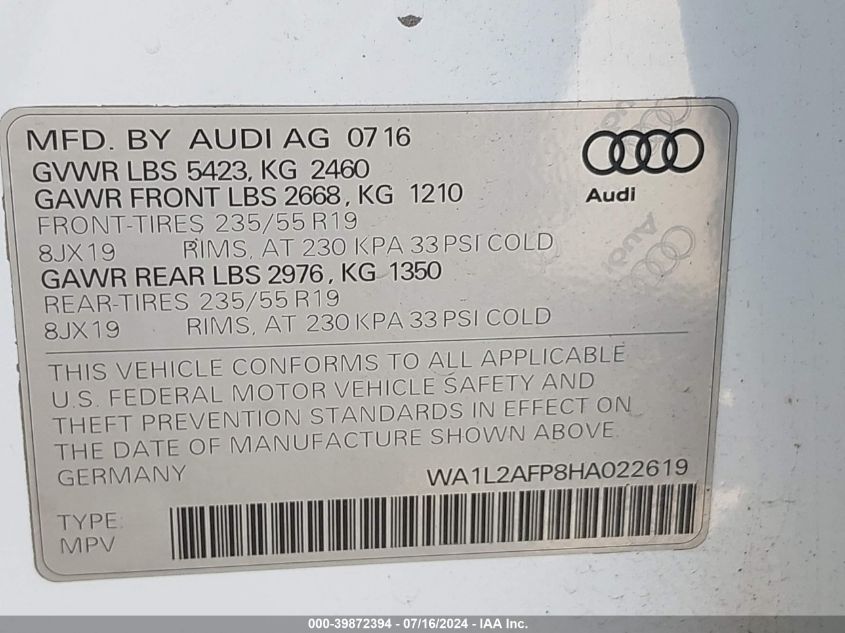 MFD. BY AUDI AG 07 16
GVWR LBS 5423, KG 2460
GAWR FRONT LBS 2668, KG 1210
FRONT-TIRES 235/55 R19
8JX19 RIMS, AT 230 KPA 33 PSI COLD
GAWR REAR LBS 2976, KG 1350
REAR-TIRES 235/55 R19
8JX19 RIMS, AT 230 KPA 33 PSI COLD
Audi
Audi
THIS VEHICLE CONFORMS TO ALL APPLICABLE
U.S. FEDERAL MOTOR VEHICLE SAFETY AND
THEFT PREVENTION STANDARDS IN EFFECT ON
THE DATE OF MANUFACTURE SHOWN ABOVE.
GERMANY WA1L2AFP8HA022619
TYPE:
MPV
000-39872394 - 07/16/2024 - IAA Inc.